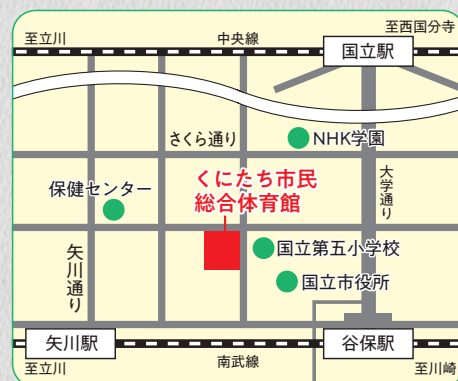 至立川
中央線
至西国分寺
国立駅
さくら通り
NHK学園
保健センター
くにたち市民
総合体育館
大学通り
矢川通り
国立第五小学校
国立市役所
矢川駅
谷保駅
至立川
南武線
至川崎